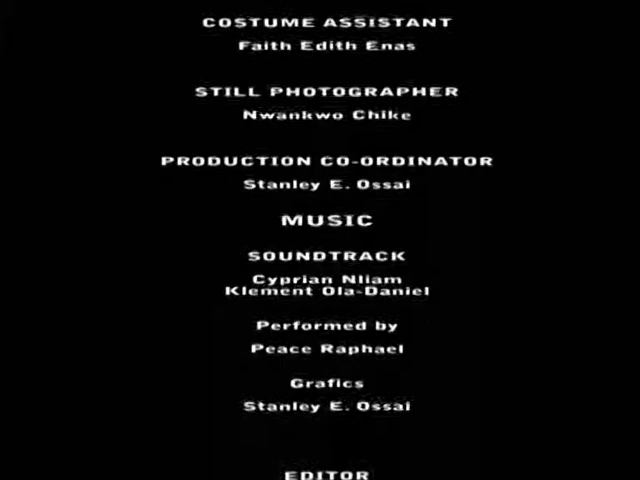 COSTUME ASSISTANT
Faith Edith Enas
STILL PHOTOGRAPHER
Nwankwo Chike
PRODUCTION CO-ORDINATOR
Stanley E. Ossai
MUSIC
SOUNDTRACK
Cyprian Nliam
Klement Ola-Daniel
Performed by
Peace Raphael
Grafics
Stanley E. Ossai
EDITOR